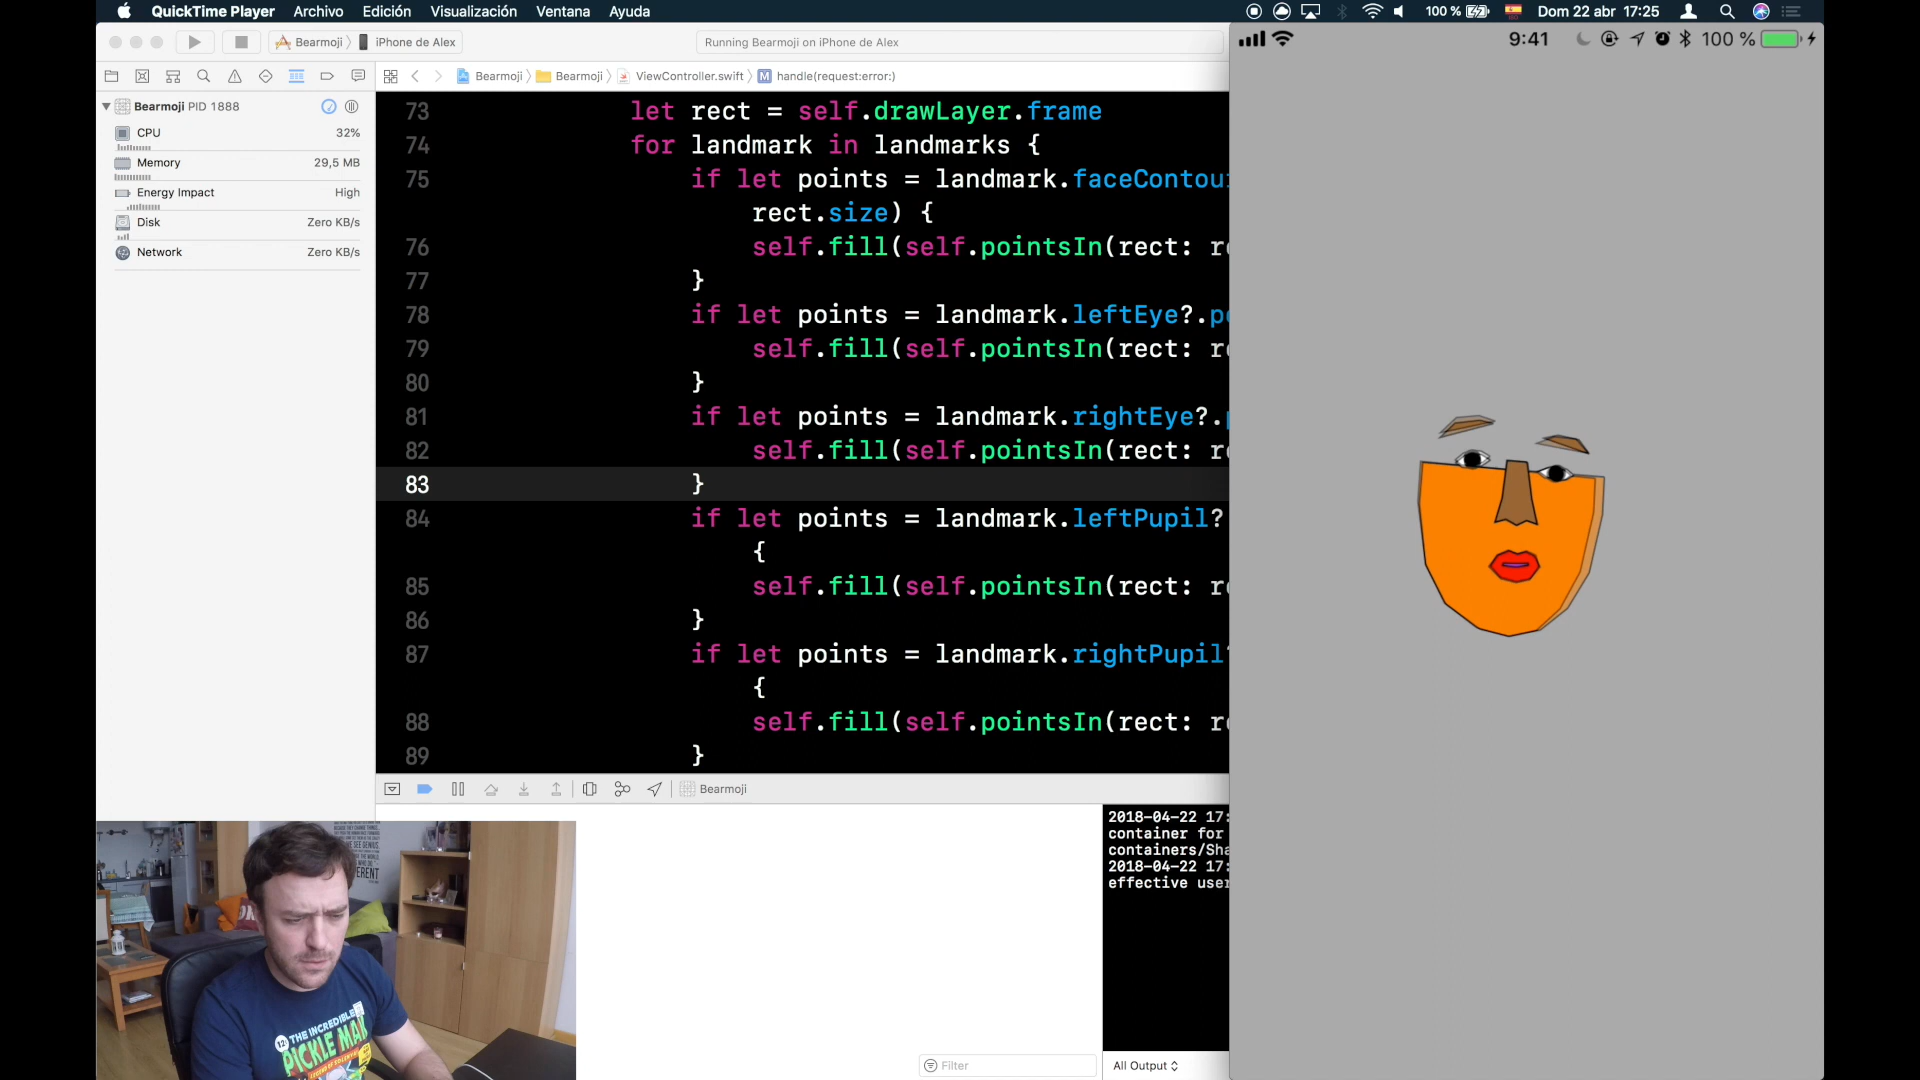 QuickTime Player Archivo Edición Visualización Ventana Ayuda
100 % Dom 22 abr 17:25
Bearmoji iPhone de Alex
Running Bearmoji on iPhone de Alex
9:41 100 %
Bearmoji Bearmoji ViewController.swift M handle(request:error:)
Bearmoji PID 1888
CPU 32%
Memory 29,5 MB
Energy Impact High
Disk Zero KB/s
Network Zero KB/s
73 let rect = self.drawLayer.frame
74 for landmark in landmarks {
75 if let points = landmark.faceContou
rect.size) {
76 self.fill(self.pointsIn(rect: r
77 }
78 if let points = landmark.leftEye?.p
79 self.fill(self.pointsIn(rect: r
80 }
81 if let points = landmark.rightEye?.
82 self.fill(self.pointsIn(rect: r
83 }
84 if let points = landmark.leftPupil?
{
85 self.fill(self.pointsIn(rect: r
86 }
87 if let points = landmark.rightPupil
{
88 self.fill(self.pointsIn(rect: r
89 }
Bearmoji
2018-04-22 17:
container for
containers/Sha
2018-04-22 17:
effective user
Filter
All Output
THE INCREDIBLE
PICKLE MAN